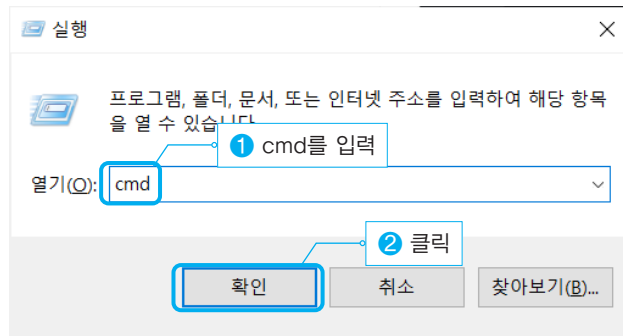 실행
프로그램, 폴더, 문서, 또는 인터넷 주소를 입력하여 해당 항목
을 열 수 있습니다.
1 cmd를 입력
열기(O): cmd
2 클릭
확인 취소 찾아보기(B)...